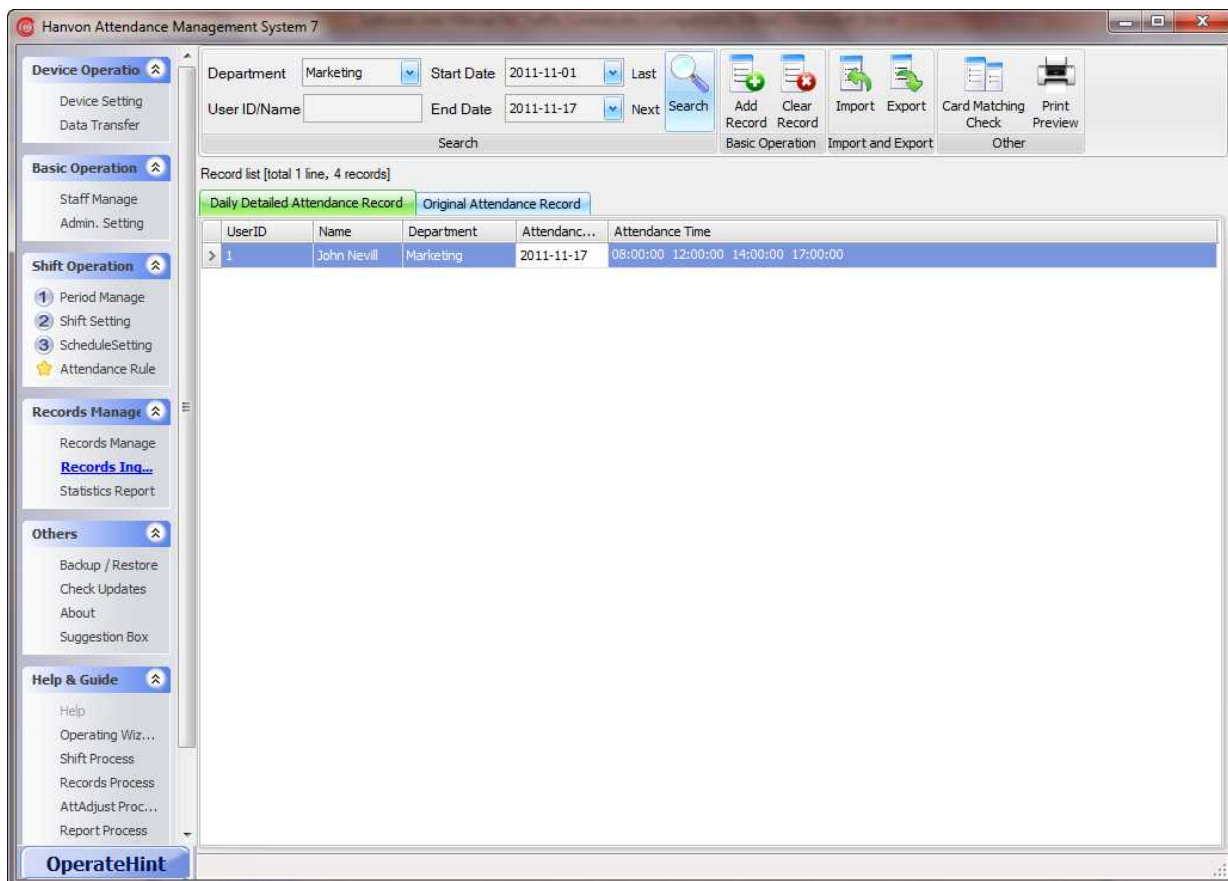 Hanvon Attendance Management System 7
Device Operatio
Device Setting
Data Transfer
Basic Operation
Staff Manage
Admin. Setting
Shift Operation
1 Period Manage
2 Shift Setting
3 ScheduleSetting
Attendance Rule
Records Manage
Records Manage
Records Inq...
Statistics Report
Others
Backup / Restore
Check Updates
About
Suggestion Box
Help & Guide
Help
Operating Wiz...
Shift Process
Records Process
AttAdjust Proc...
Report Process
OperateHint
Department Marketing Start Date 2011-11-01 Last
User ID/Name End Date 2011-11-17 Next
Search
Search
Add Record
Clear Record
Basic Operation
Import Export
Import and Export
Card Matching Check
Print Preview
Other
Record list [total 1 line, 4 records]
Daily Detailed Attendance Record Original Attendance Record
UserID Name Department Attendanc... Attendance Time
1 John Nevill Marketing 2011-11-17 08:00:00 12:00:00 14:00:00 17:00:00